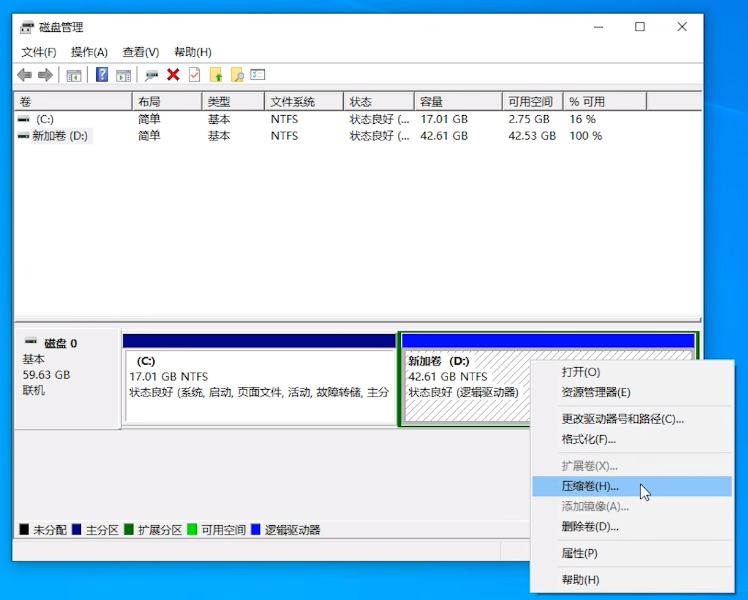 磁盘管理
文件(F) 操作(A) 查看(V) 帮助(H)
卷 布局 类型 文件系统 状态 容量 可用空间 % 可用
(C:) 简单 基本 NTFS 状态良好 (... 17.01 GB 2.75 GB 16 %
新加卷 (D:) 简单 基本 NTFS 状态良好 (... 42.61 GB 42.53 GB 100 %
磁盘 0
基本
59.63 GB
联机
(C:)
17.01 GB NTFS
状态良好 (系统, 启动, 页面文件, 活动, 故障转储, 主分
新加卷 (D:)
42.61 GB NTFS
状态良好 (逻辑驱动器)
打开(O)
资源管理器(E)
更改驱动器号和路径(C)...
格式化(F)...
扩展卷(X)...
压缩卷(H)...
添加镜像(A)...
删除卷(D)...
属性(P)
帮助(H)
未分配 主分区 扩展分区 可用空间 逻辑驱动器